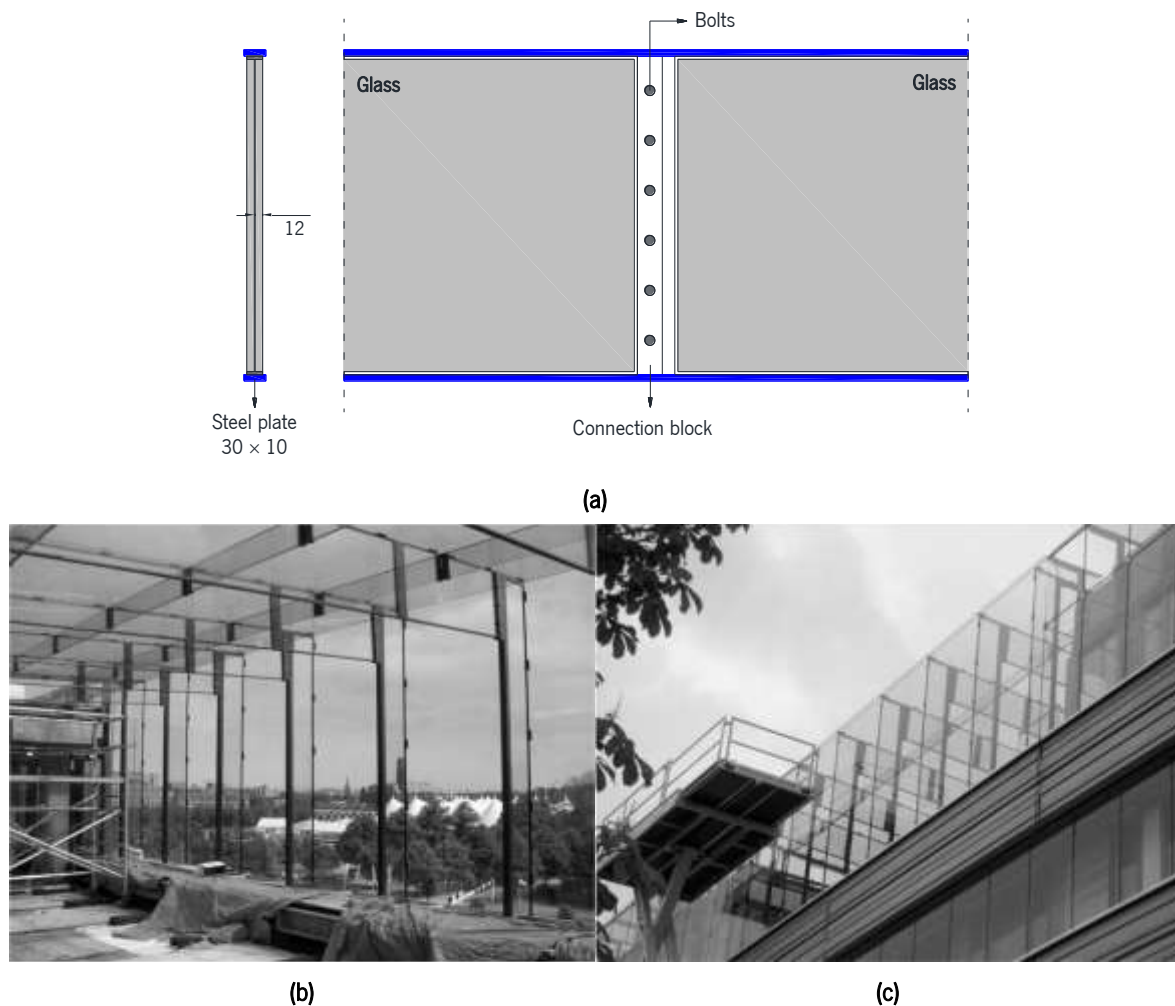 Bolts
Glass
Glass
12
Steel plate
30 × 10
Connection block
(a)
(b)
(c)